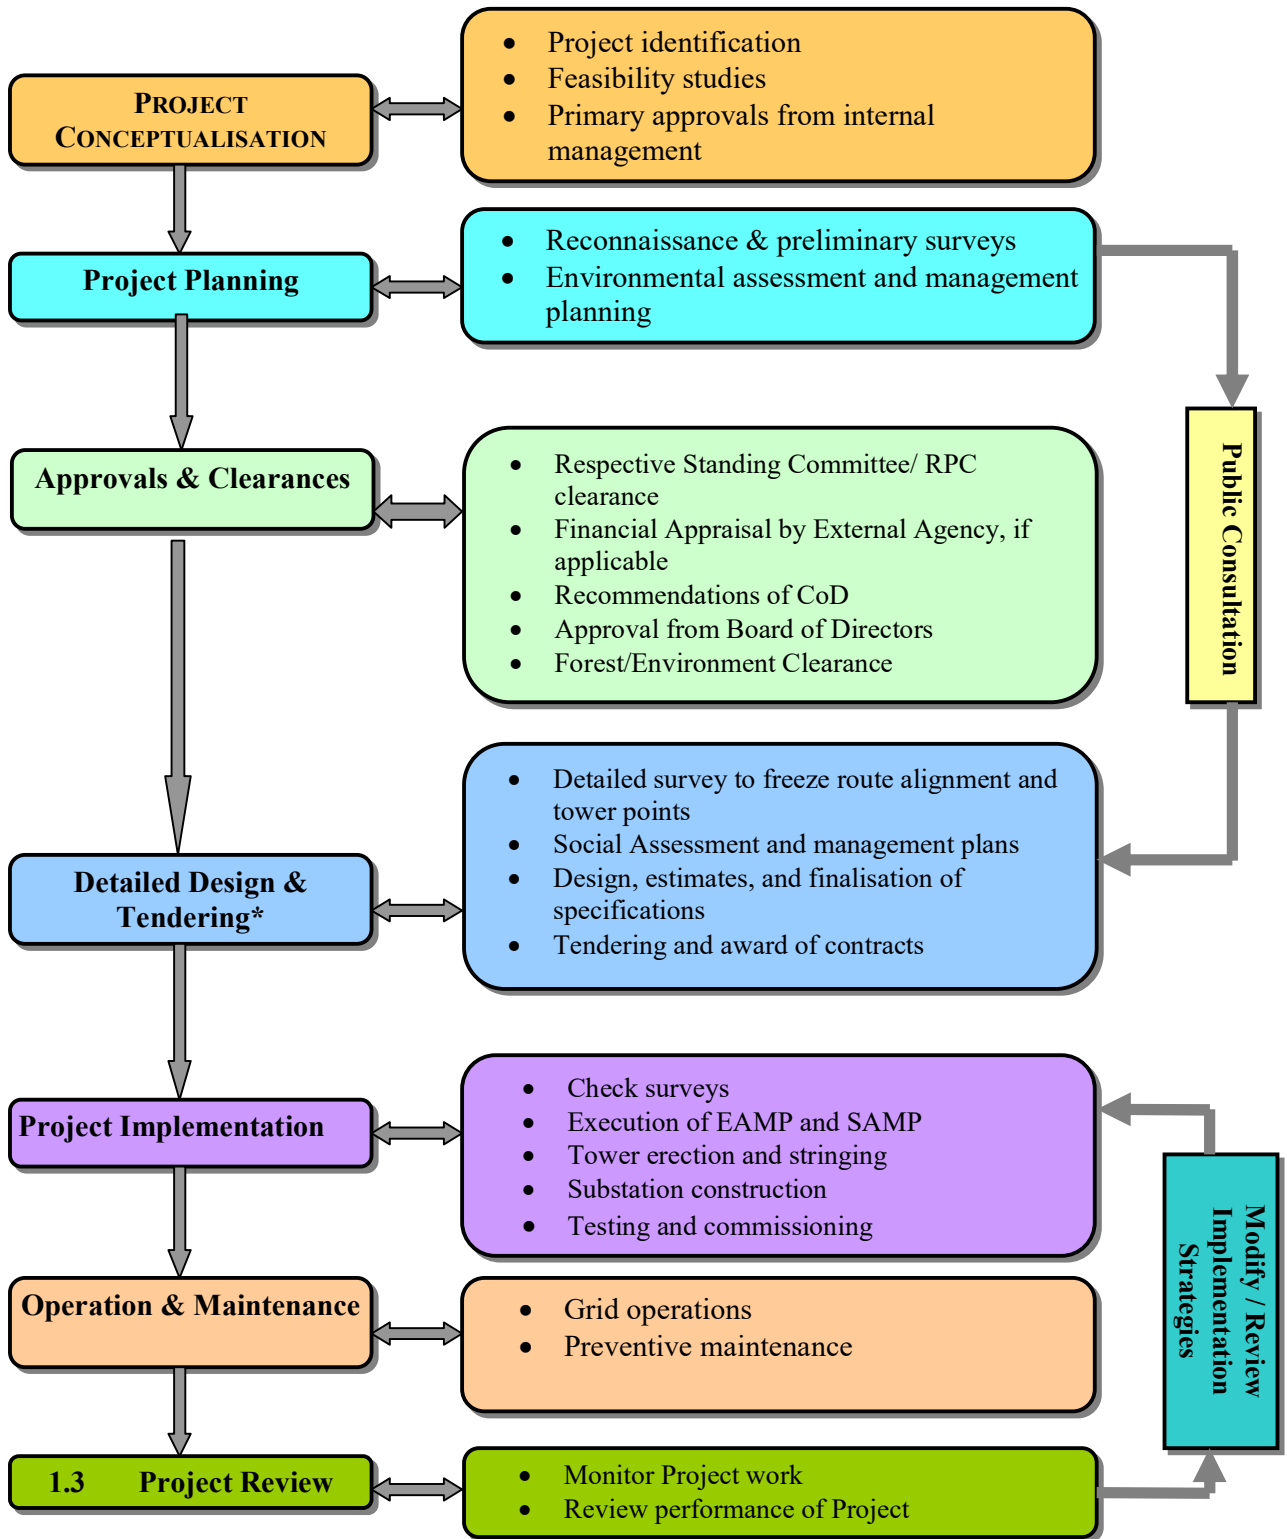 PROJECT
CONCEPTUALISATION
• Project identification
• Feasibility studies
• Primary approvals from internal
management
Project Planning
• Reconnaissance & preliminary surveys
• Environmental assessment and management
planning
Public Consultation
Approvals & Clearances
• Respective Standing Committee/ RPC
clearance
• Financial Appraisal by External Agency, if
applicable
• Recommendations of CoD
• Approval from Board of Directors
• Forest/Environment Clearance
Detailed Design &
Tendering*
• Detailed survey to freeze route alignment and
tower points
• Social Assessment and management plans
• Design, estimates, and finalisation of
specifications
• Tendering and award of contracts
Project Implementation
• Check surveys
• Execution of EAMP and SAMP
• Tower erection and stringing
• Substation construction
• Testing and commissioning
Modify / Review
Implementation
Strategies
Operation & Maintenance
• Grid operations
• Preventive maintenance
1.3 Project Review
• Monitor Project work
• Review performance of Project